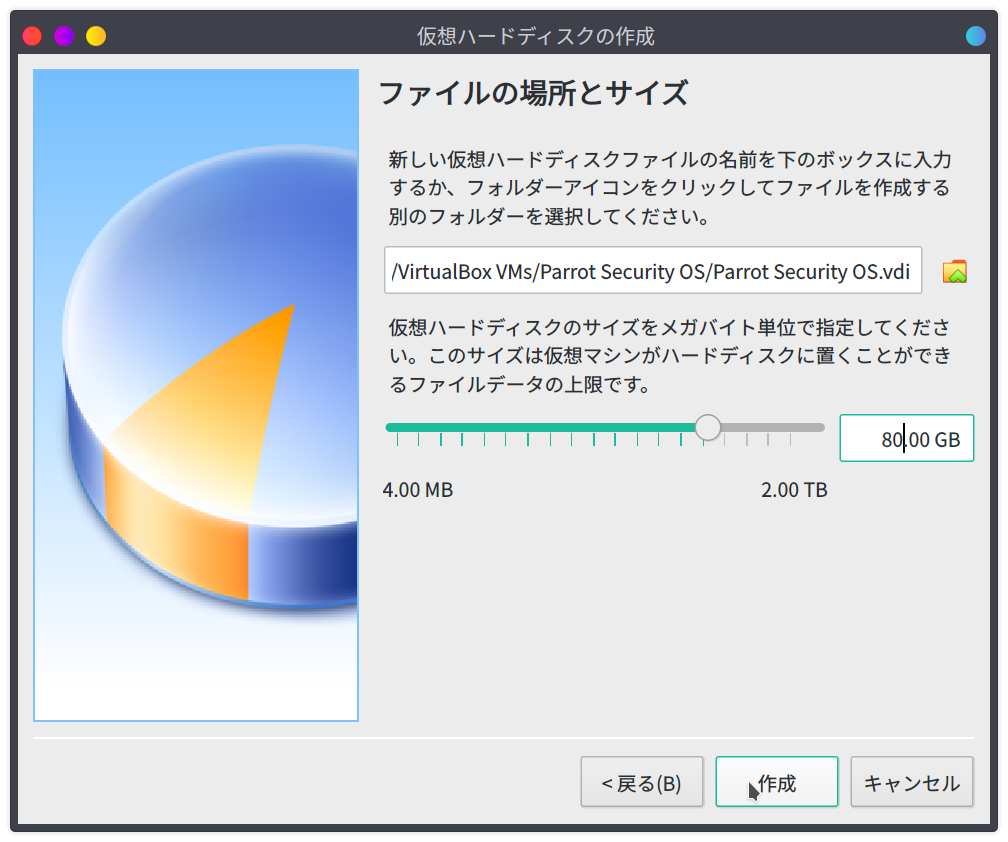 仮想ハードディスクの作成
ファイルの場所とサイズ
新しい仮想ハードディスクファイルの名前を下のボックスに入力
するか、フォルダーアイコンをクリックしてファイルを作成する
別のフォルダーを選択してください。
/VirtualBox VMs/Parrot Security OS/Parrot Security OS.vdi
仮想ハードディスクのサイズをメガバイト単位で指定してくださ
い。このサイズは仮想マシンがハードディスクに置くことができ
るファイルデータの上限です。
80.00 GB
4.00 MB 2.00 TB
< 戻る(B) 作成 キャンセル